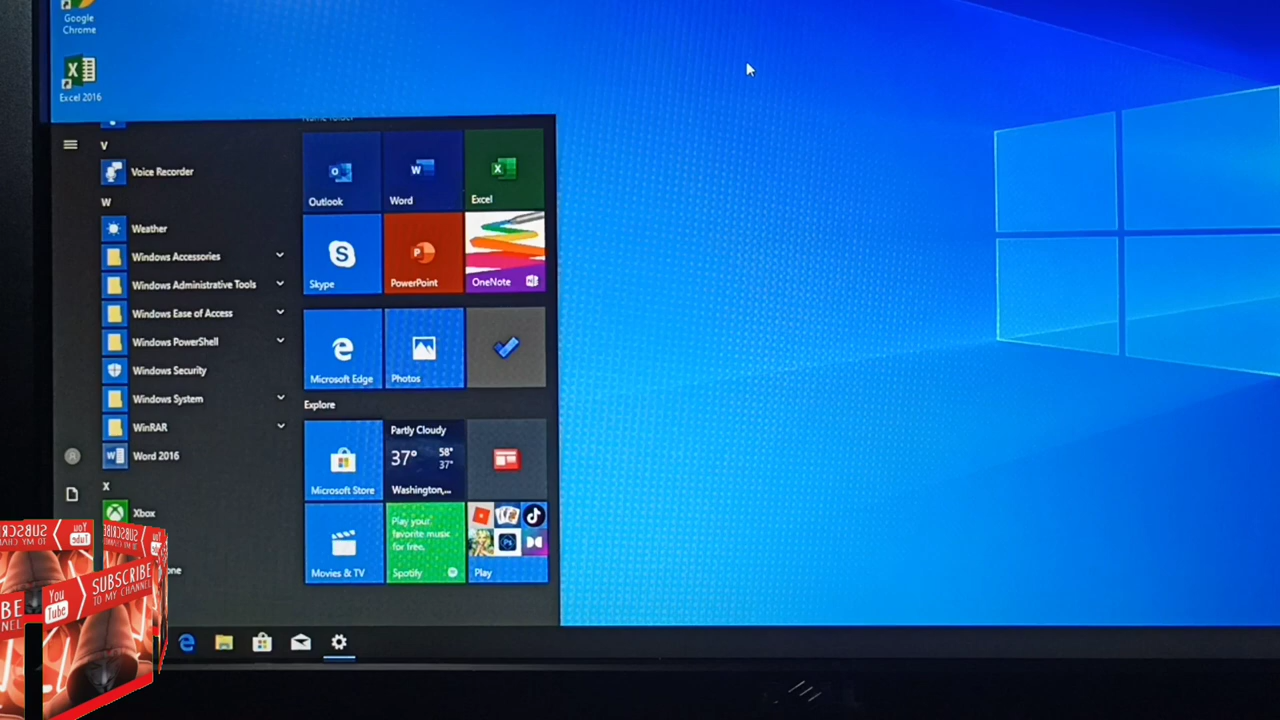 Google
Chrome
Excel 2016
Name folder
V
Voice Recorder
W
Weather
Windows Accessories
Windows Administrative Tools
Windows Ease of Access
Windows PowerShell
Windows Security
Windows System
WinRAR
Word 2016
X
Xbox
one
Outlook
Word
Excel
Skype
PowerPoint
OneNote
Microsoft Edge
Photos
Explore
Microsoft Store
Partly Cloudy
37°
58°
37°
Washington,...
Movies & TV
Play your
favorite music
for free.
Spotify
Play
You
Tube
SUBSCRIBE
TO MY CHANNEL